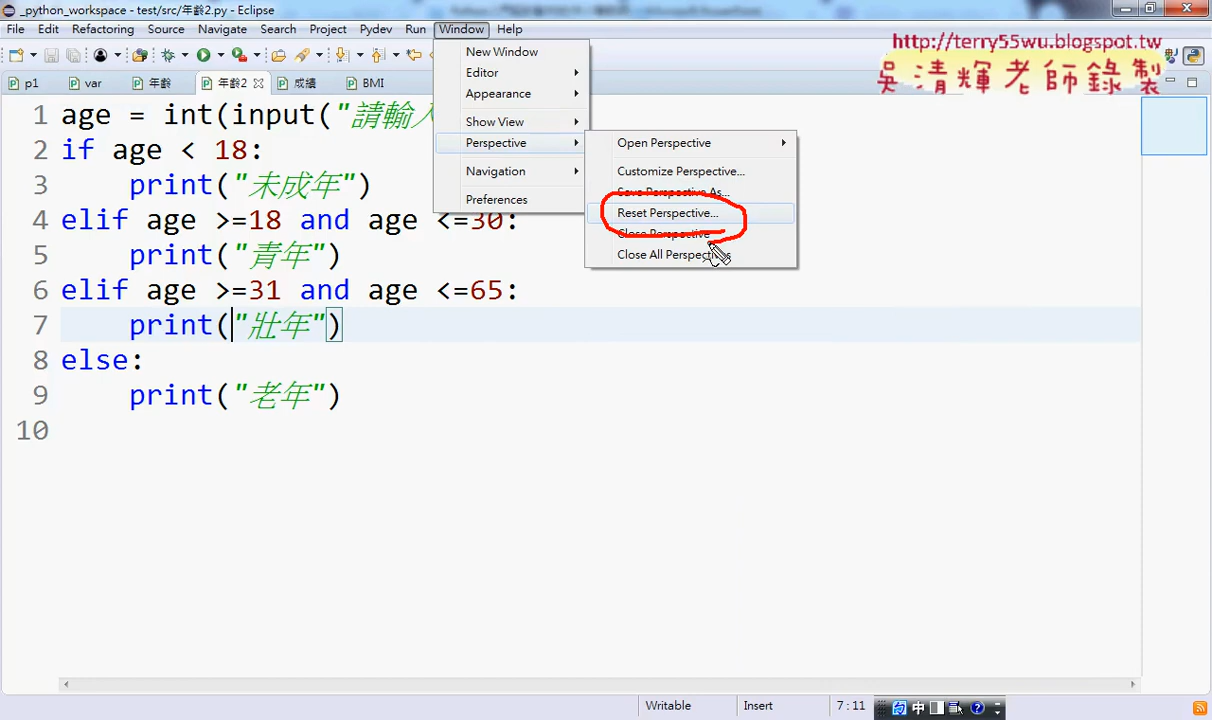 _python_workspace - test/src/年齡2.py - Eclipse
File Edit Refactoring Source Navigate Search Project Pydev Run Window Help
http://terry55wu.blogspot.tw
吳清輝老師錄製
p1 var 年齡 年齡2 成績 BMI
New Window
Editor
Appearance
Show View
Perspective
Navigation
Preferences
Open Perspective
Customize Perspective...
Save Perspective As...
Reset Perspective...
Close Perspective
Close All Perspectives
1 age = int(input("請輸入
2 if age < 18:
3 print("未成年")
4 elif age >=18 and age <=30:
5 print("青年")
6 elif age >=31 and age <=65:
7 print("壯年")
8 else:
9 print("老年")
10
Writable Insert 7:11 中